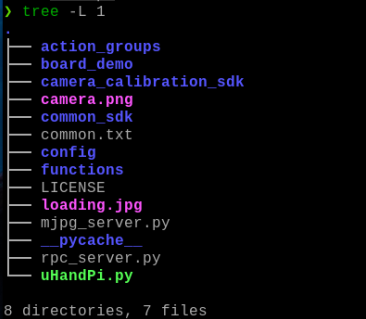 ❯ tree -L 1
.
├── action_groups
├── board_demo
├── camera_calibration_sdk
├── camera.png
├── common_sdk
├── common.txt
├── config
├── functions
├── LICENSE
├── loading.jpg
├── mjpg_server.py
├── __pycache__
├── rpc_server.py
└── uHandPi.py

8 directories, 7 files